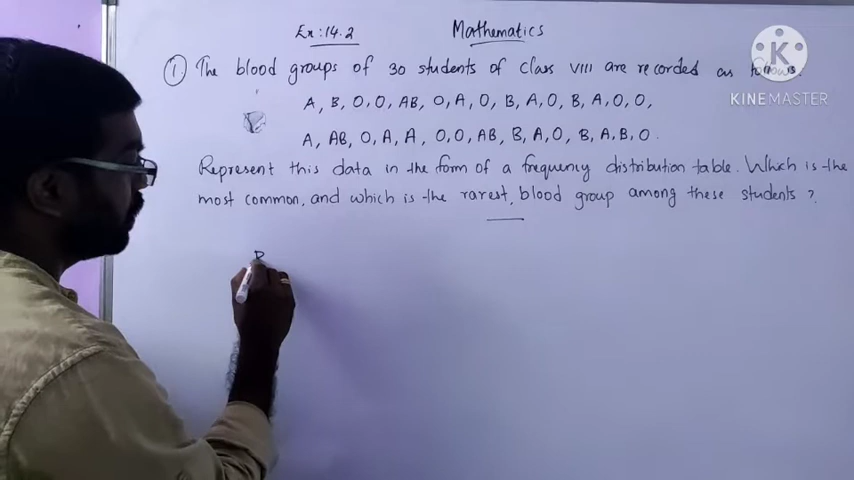 Ex: 14.2 Mathematics
① The blood groups of 30 students of class VIII are recorded as follows.
A, B, O, O, AB, O, A, O, B, A, O, B, A, O, O,
A, AB, O, A, A, O, O, AB, B, A, O, B, A, B, O.
Represent this data in the form of a frequency distribution table. Which is the
most common, and which is the rarest, blood group among these students ?
K
KINEMASTER